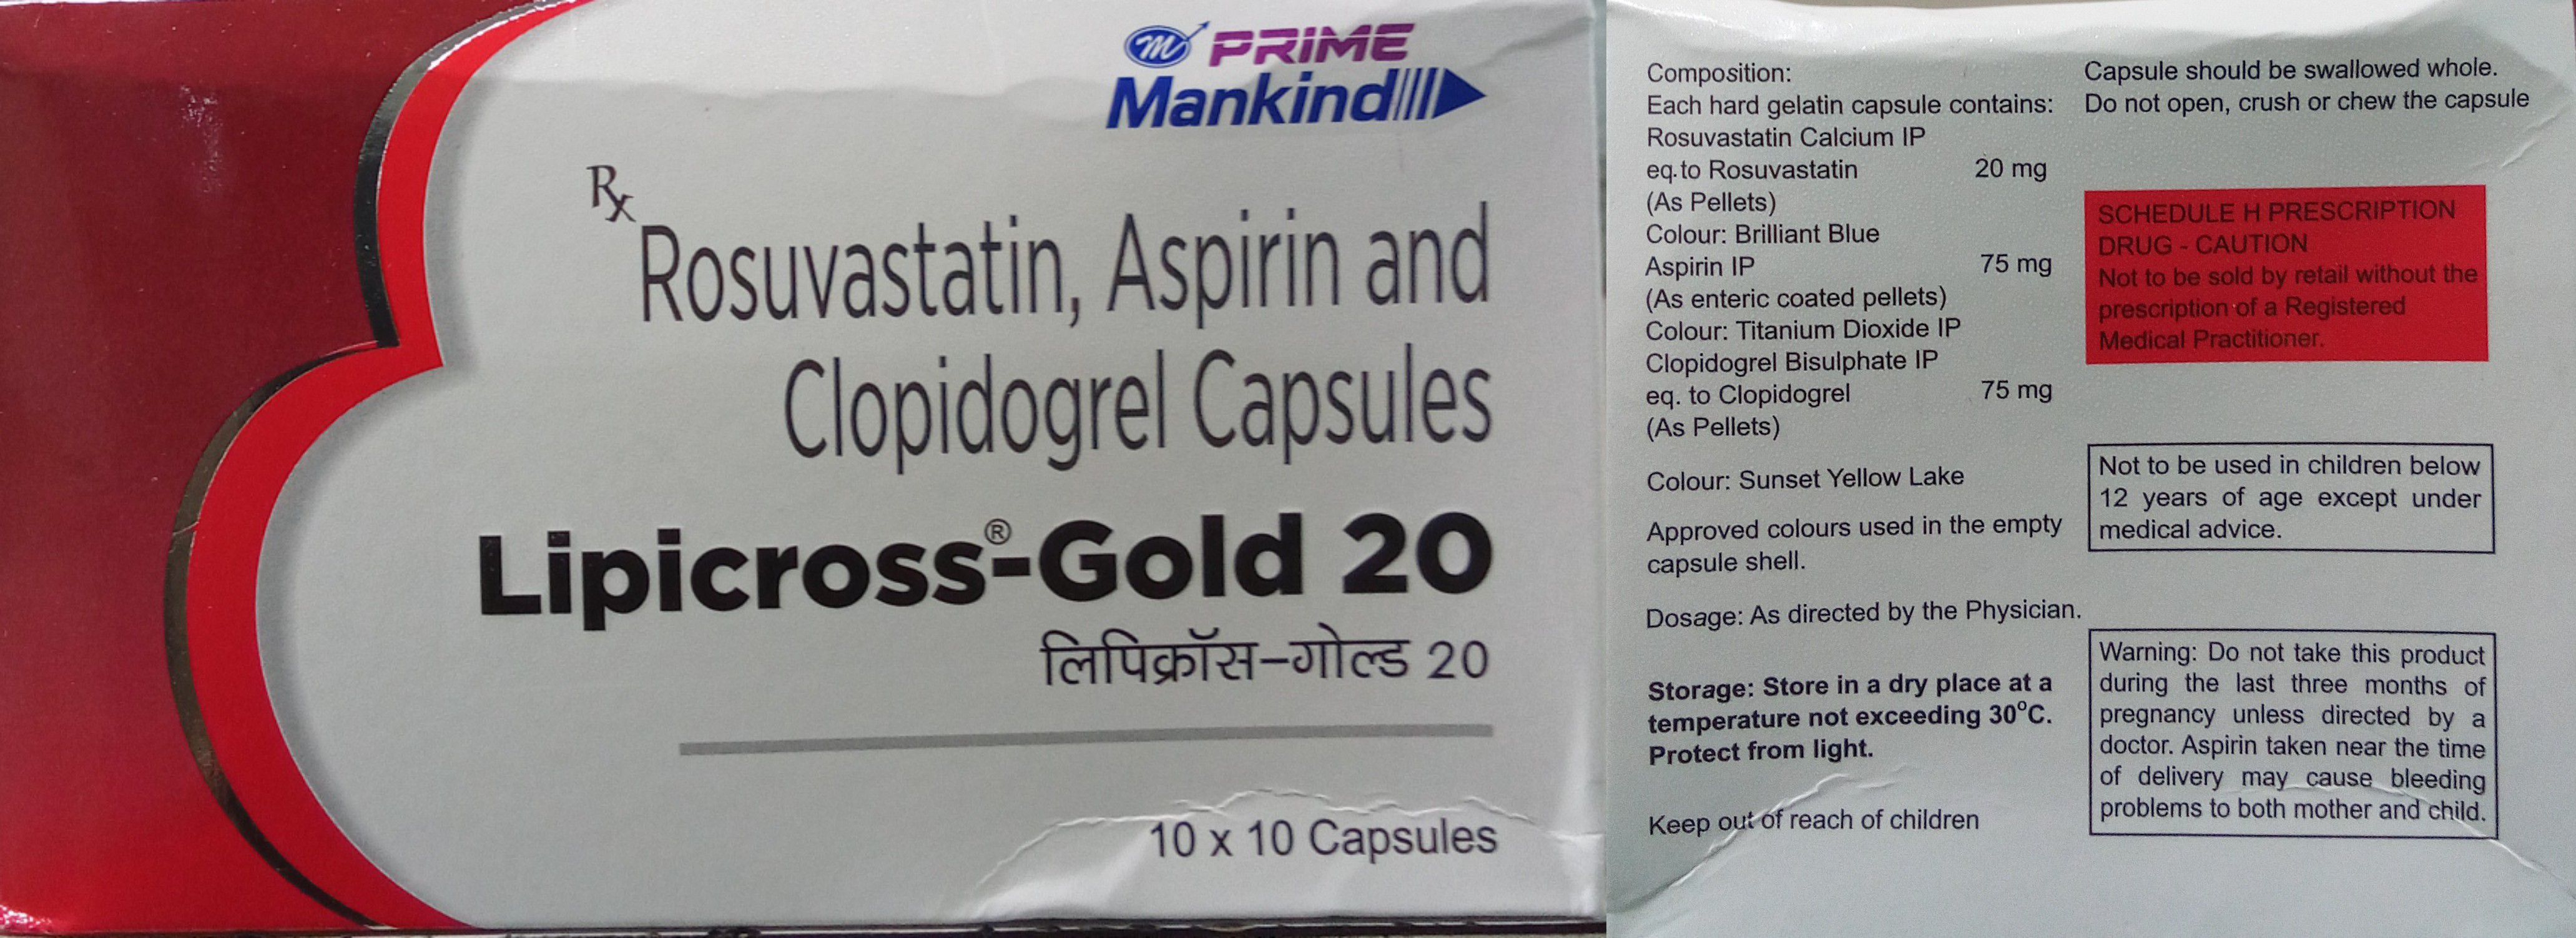 PRIME
Mankind
Rx
Rosuvastatin, Aspirin and
Clopidogrel Capsules
Lipicross®-Gold 20
लिपिक्रॉस-गोल्ड 20
10 x 10 Capsules
Composition:
Each hard gelatin capsule contains:
Rosuvastatin Calcium IP
eq.to Rosuvastatin 20 mg
(As Pellets)
Colour: Brilliant Blue
Aspirin IP 75 mg
(As enteric coated pellets)
Colour: Titanium Dioxide IP
Clopidogrel Bisulphate IP
eq. to Clopidogrel 75 mg
(As Pellets)
Colour: Sunset Yellow Lake
Approved colours used in the empty
capsule shell.
Dosage: As directed by the Physician.
Storage: Store in a dry place at a
temperature not exceeding 30°C.
Protect from light.
Keep out of reach of children
Capsule should be swallowed whole.
Do not open, crush or chew the capsule
SCHEDULE H PRESCRIPTION
DRUG - CAUTION
Not to be sold by retail without the
prescription of a Registered
Medical Practitioner.
Not to be used in children below
12 years of age except under
medical advice.
Warning: Do not take this product
during the last three months of
pregnancy unless directed by a
doctor. Aspirin taken near the time
of delivery may cause bleeding
problems to both mother and child.